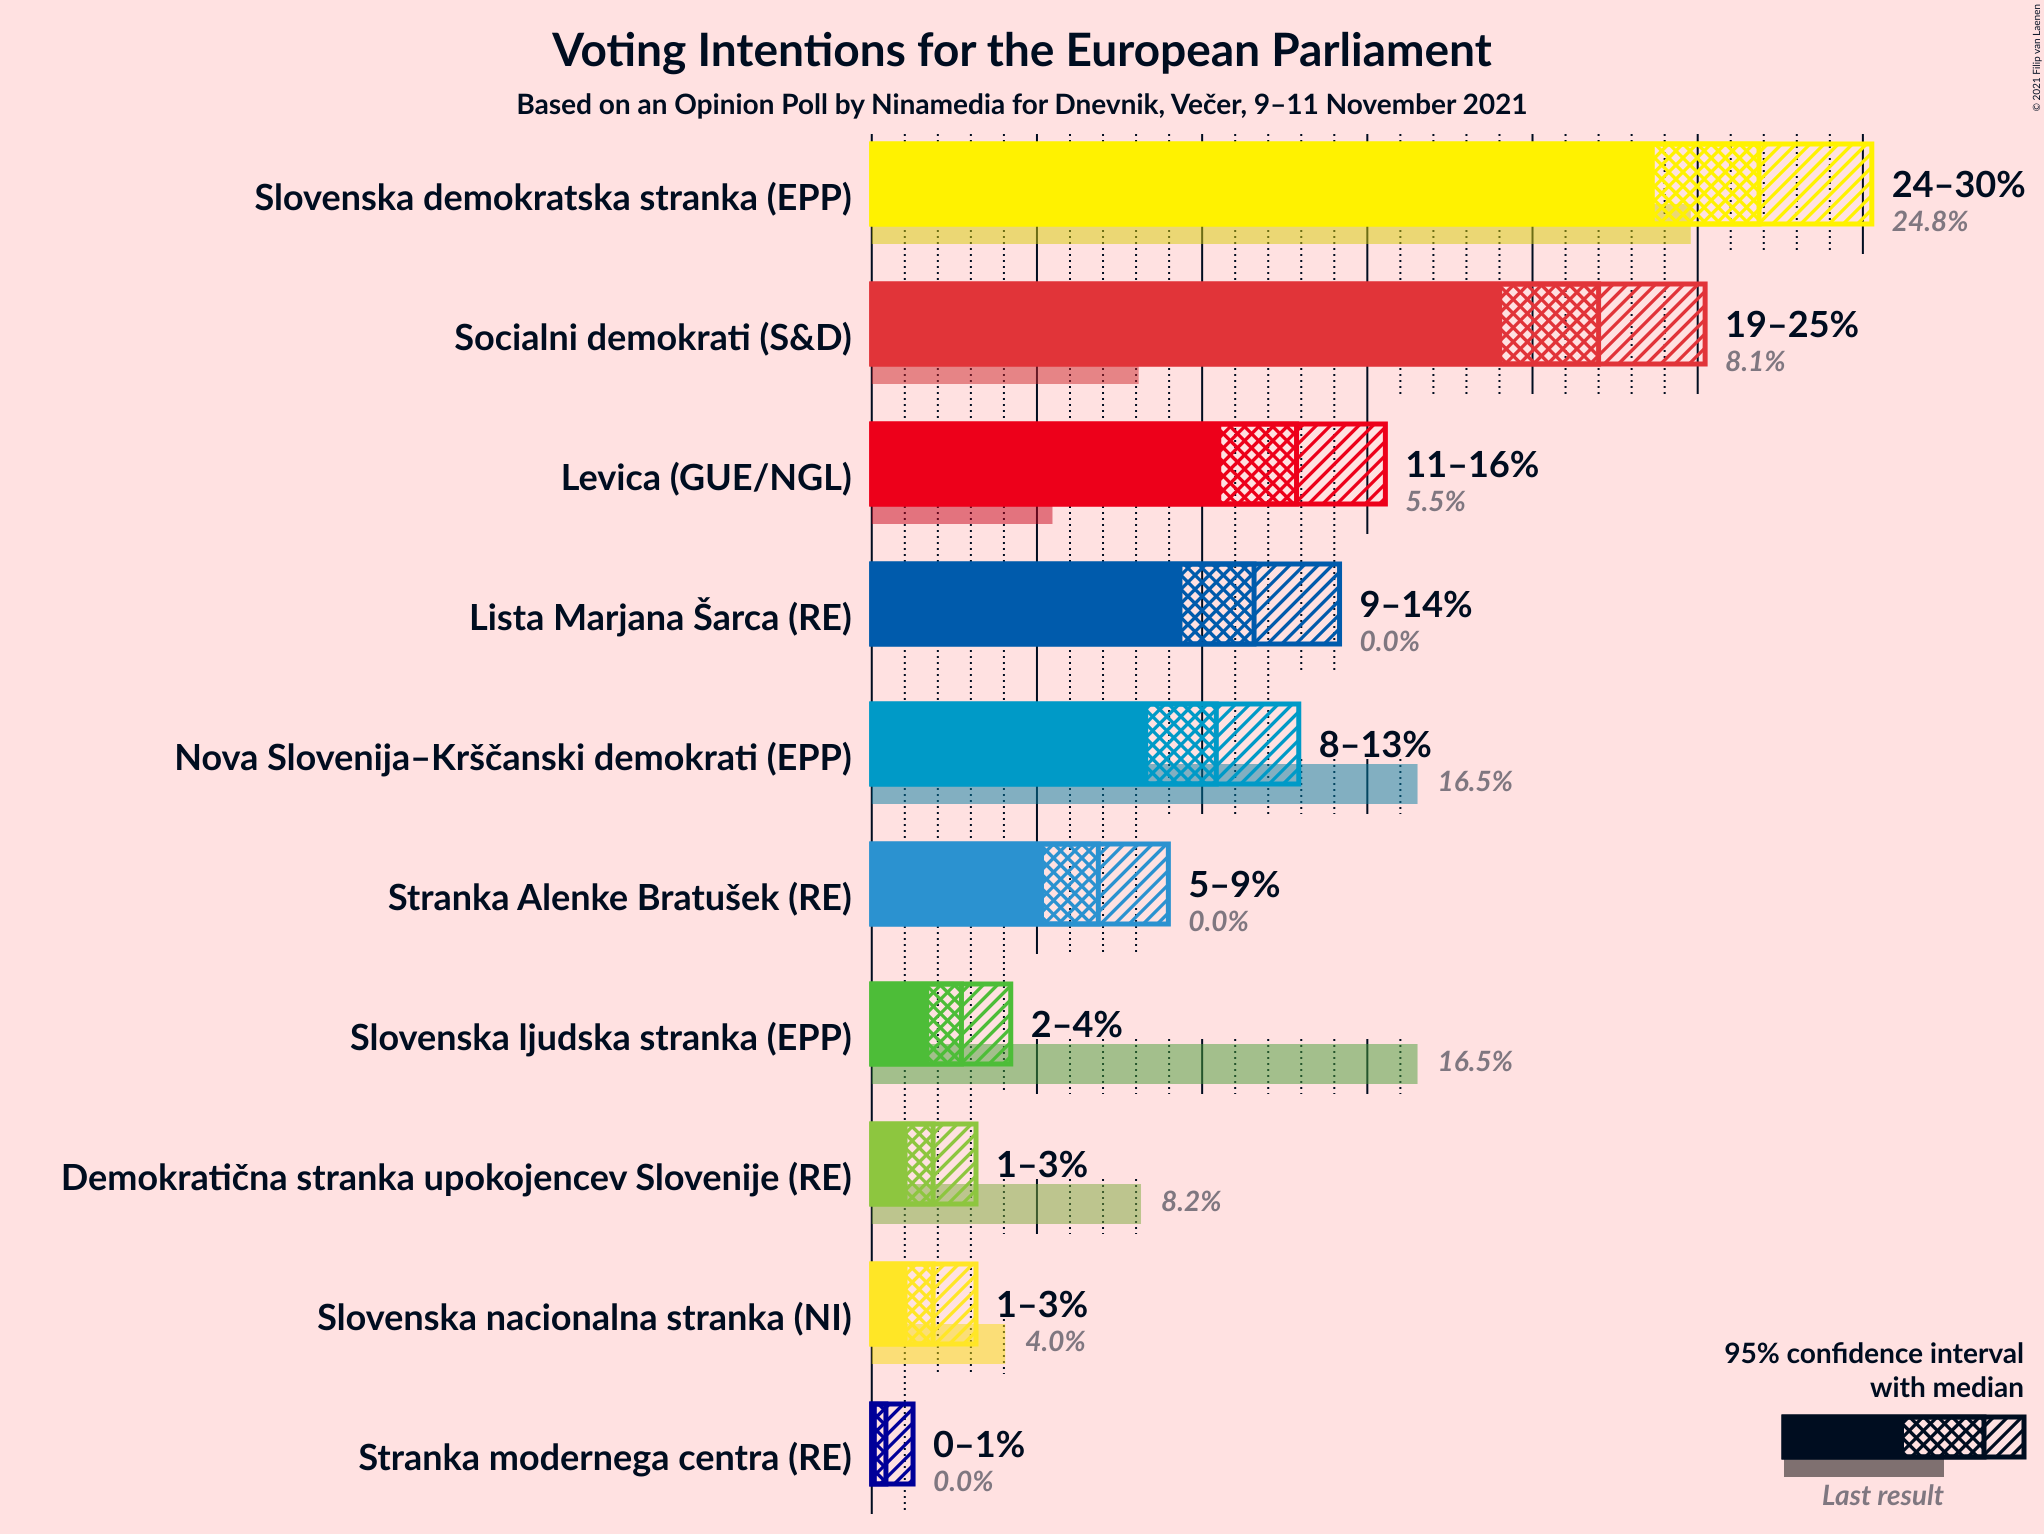 Voting Intentions for the European Parliament
Based on an Opinion Poll by Ninamedia for Dnevnik, Večer, 9–11 November 2021
© 2021 Filip van Laenen
Slovenska demokratska stranka (EPP)
24–30%
24.8%
Socialni demokrati (S&D)
19–25%
8.1%
Levica (GUE/NGL)
11–16%
5.5%
Lista Marjana Šarca (RE)
9–14%
0.0%
Nova Slovenija–Krščanski demokrati (EPP)
8–13%
16.5%
Stranka Alenke Bratušek (RE)
5–9%
0.0%
Slovenska ljudska stranka (EPP)
2–4%
16.5%
Demokratična stranka upokojencev Slovenije (RE)
1–3%
8.2%
Slovenska nacionalna stranka (NI)
1–3%
4.0%
Stranka modernega centra (RE)
0–1%
0.0%
95% confidence interval
with median
Last result